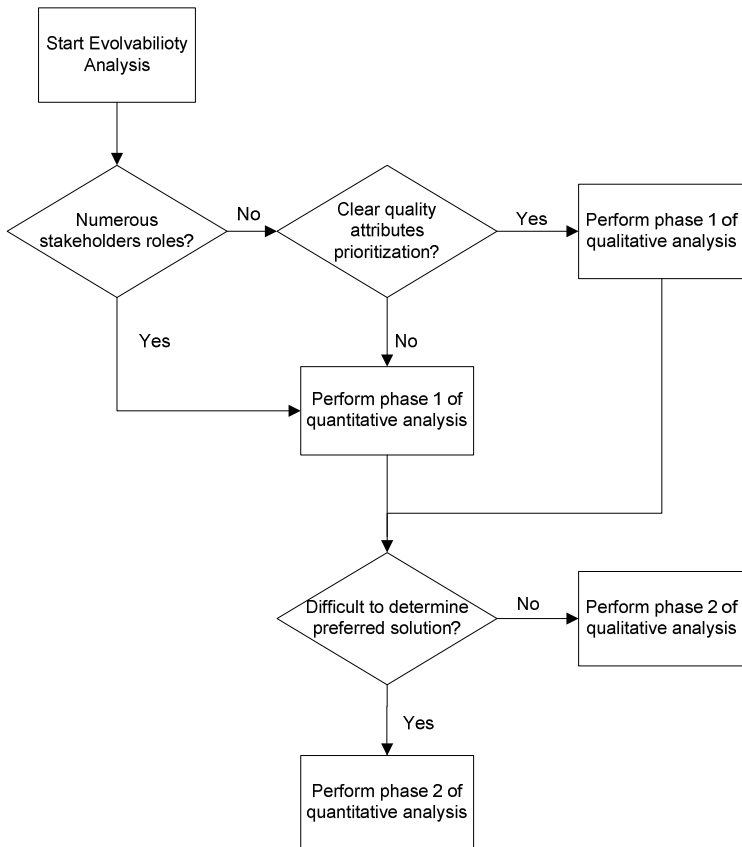 Start Evolvabilioty
Analysis
Numerous
stakeholders roles?
No
Clear quality
attributes
prioritization?
Yes
Perform phase 1 of
qualitative analysis
Yes
No
Perform phase 1 of
quantitative analysis
Difficult to determine
preferred solution?
No
Perform phase 2 of
qualitative analysis
Yes
Perform phase 2 of
quantitative analysis